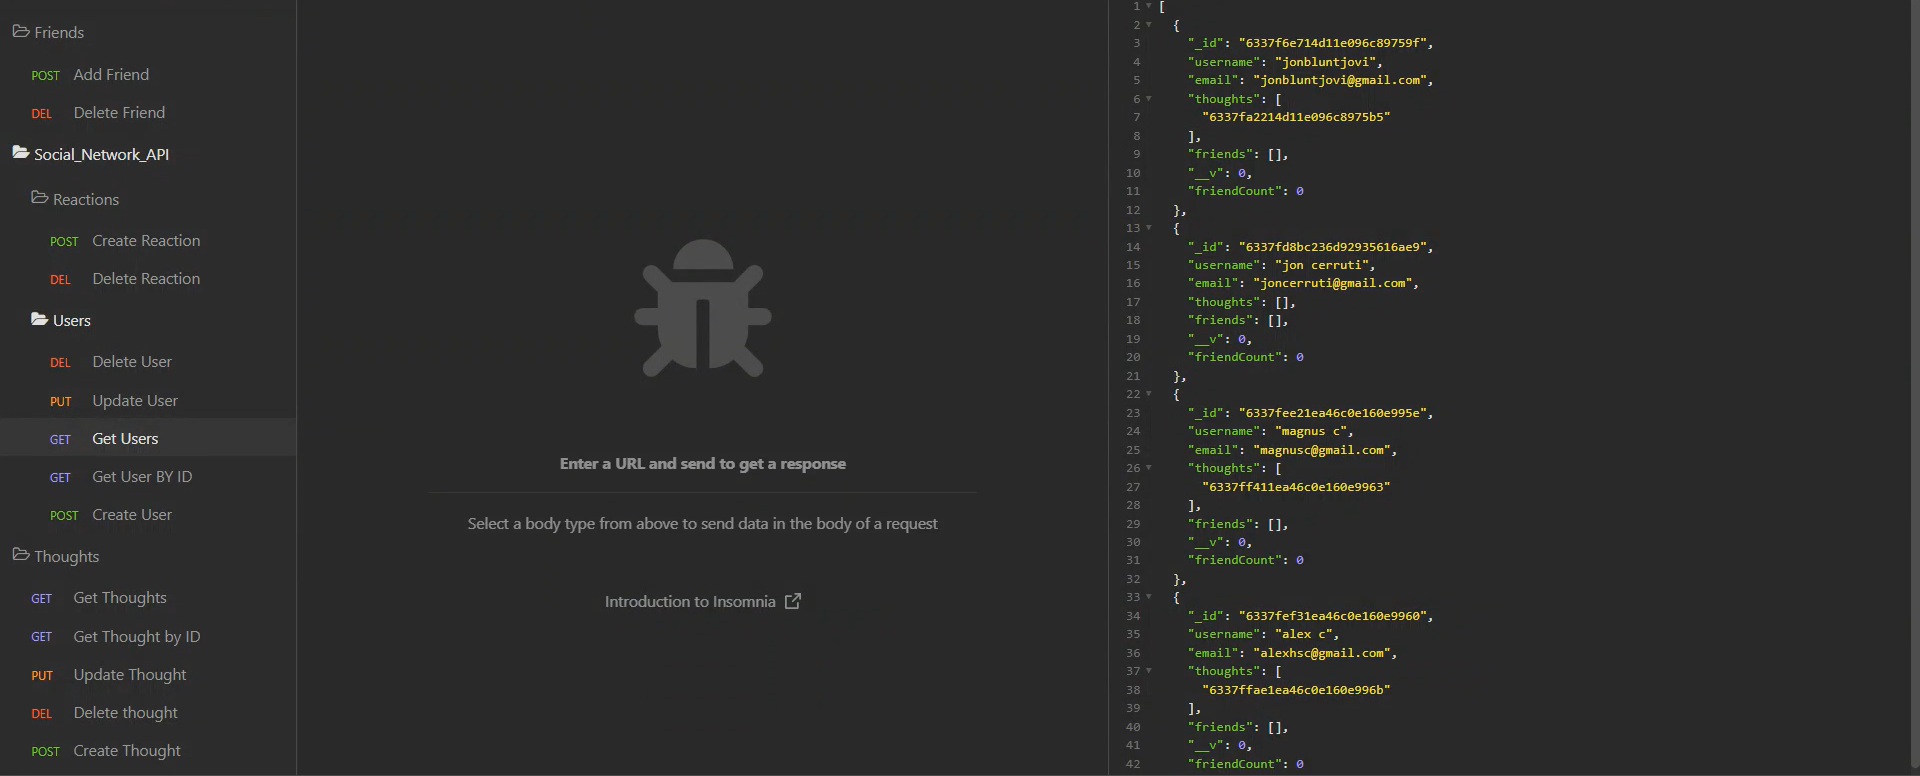 Friends
POST Add Friend
DEL Delete Friend
Social_Network_API
Reactions
POST Create Reaction
DEL Delete Reaction
Users
DEL Delete User
PUT Update User
GET Get Users
GET Get User BY ID
POST Create User
Thoughts
GET Get Thoughts
GET Get Thought by ID
PUT Update Thought
DEL Delete thought
POST Create Thought
Enter a URL and send to get a response
Select a body type from above to send data in the body of a request
Introduction to Insomnia
1 [
2 {
3 "_id": "6337f6e714d11e096c89759f",
4 "username": "jonbluntjovi",
5 "email": "jonbluntjovi@gmail.com",
6 "thoughts": [
7 "6337fa2214d11e096c8975b5"
8 ],
9 "friends": [],
10 "__v": 0,
11 "friendCount": 0
12 },
13 {
14 "_id": "6337fd8bc236d92935616ae9",
15 "username": "jon cerruti",
16 "email": "joncerruti@gmail.com",
17 "thoughts": [],
18 "friends": [],
19 "__v": 0,
20 "friendCount": 0
21 },
22 {
23 "_id": "6337fee21ea46c0e160e995e",
24 "username": "magnus c",
25 "email": "magnusc@gmail.com",
26 "thoughts": [
27 "6337ff411ea46c0e160e9963"
28 ],
29 "friends": [],
30 "__v": 0,
31 "friendCount": 0
32 },
33 {
34 "_id": "6337fef31ea46c0e160e9960",
35 "username": "alex c",
36 "email": "alexhsc@gmail.com",
37 "thoughts": [
38 "6337ffae1ea46c0e160e996b"
39 ],
40 "friends": [],
41 "__v": 0,
42 "friendCount": 0